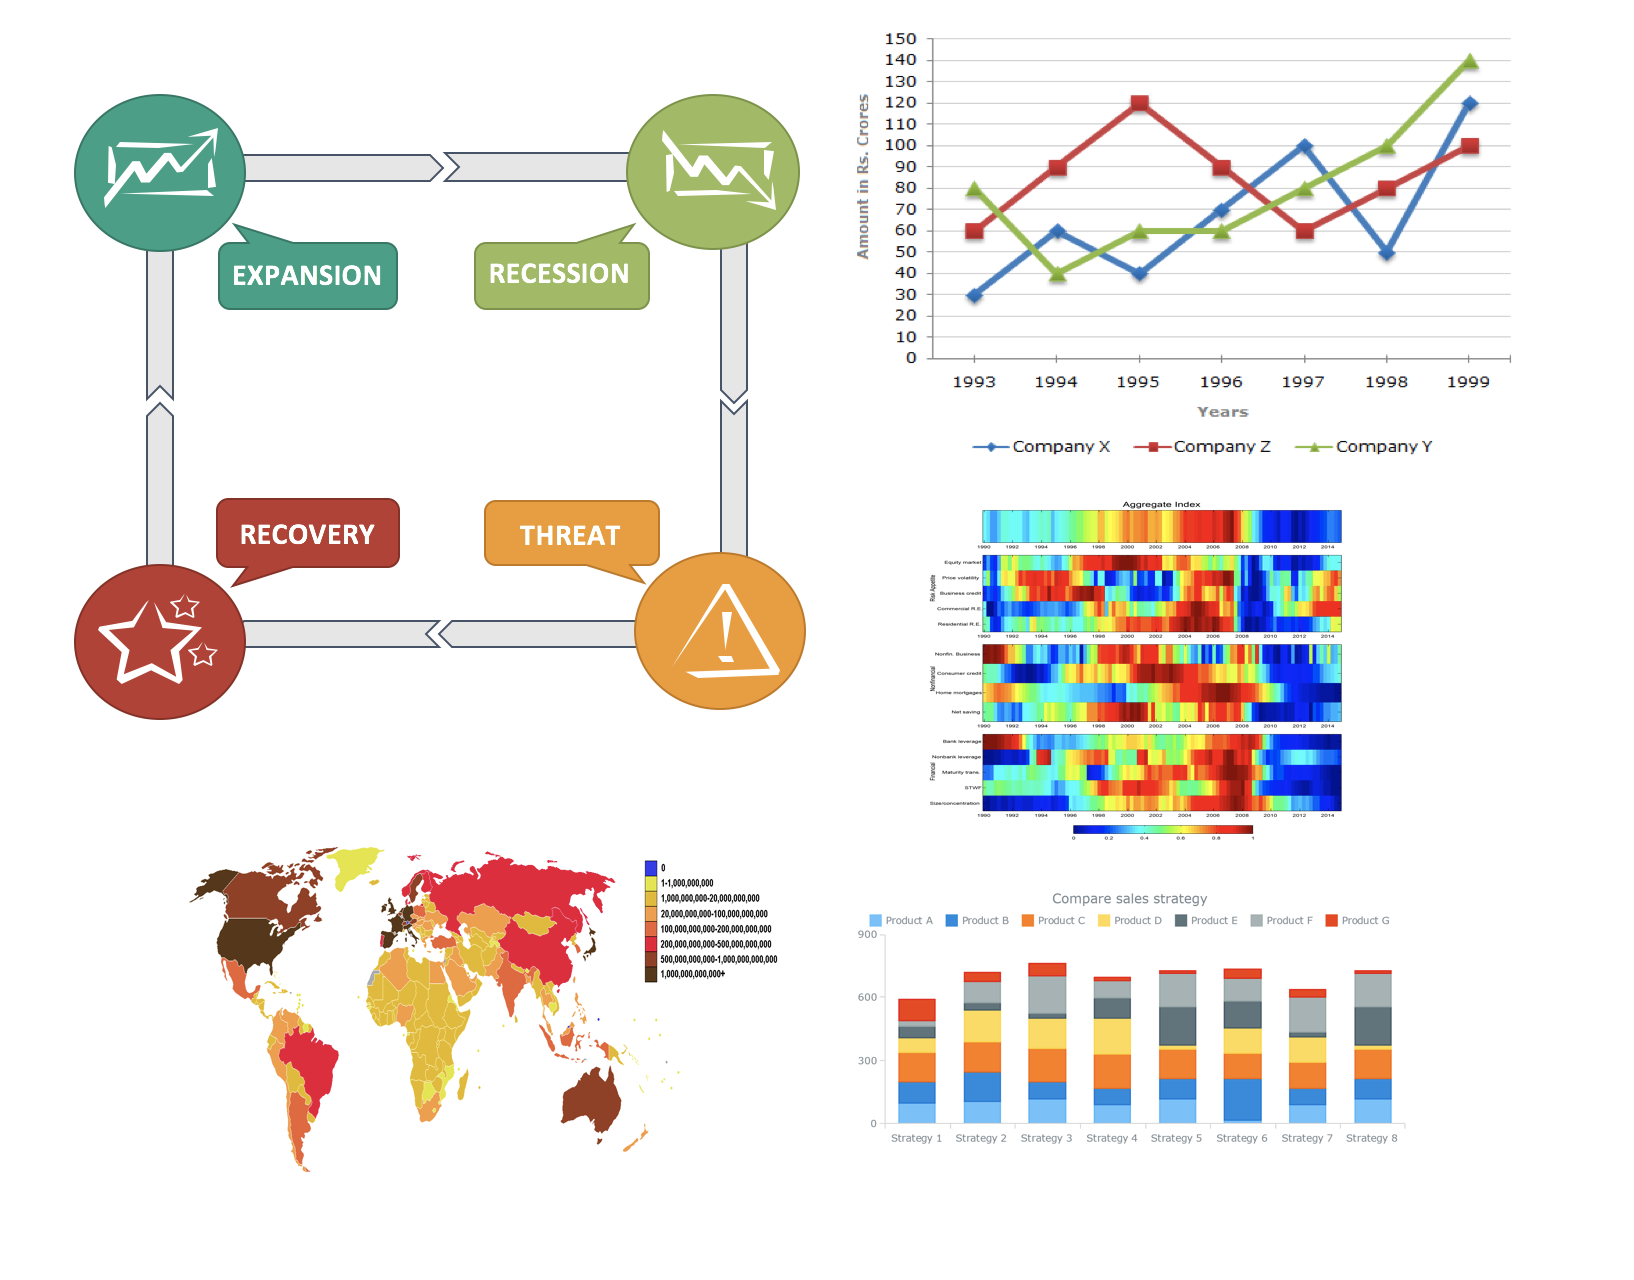 EXPANSION
RECESSION
RECOVERY
THREAT
150
140
130
120
110
100
90
80
70
60
50
40
30
20
10
0
Amount in Rs. Crores
1993 1994 1995 1996 1997 1998 1999
Years
Company X Company Z Company Y
Aggregate Index
1990 1992 1994 1996 1998 2000 2002 2004 2006 2008 2010 2012 2014
Risk Appetite
Equity market
Price volatility
Business credit
Commercial R.E.
Residential R.E.
1990 1992 1994 1996 1998 2000 2002 2004 2006 2008 2010 2012 2014
Nonfinancial
Nonfin. Business
Consumer credit
Home mortgages
Net saving
1990 1992 1994 1996 1998 2000 2002 2004 2006 2008 2010 2012 2014
Financial
Bank leverage
Nonbank leverage
Maturity trans.
STWF
Size/concentration
1990 1992 1994 1996 1998 2000 2002 2004 2006 2008 2010 2012 2014
0 0.2 0.4 0.6 0.8 1
0
1-1,000,000,000
1,000,000,000-20,000,000,000
20,000,000,000-100,000,000,000
100,000,000,000-200,000,000,000
200,000,000,000-500,000,000,000
500,000,000,000-1,000,000,000,000
1,000,000,000,000+
Compare sales strategy
Product A Product B Product C Product D Product E Product F Product G
900
600
300
0
Strategy 1 Strategy 2 Strategy 3 Strategy 4 Strategy 5 Strategy 6 Strategy 7 Strategy 8